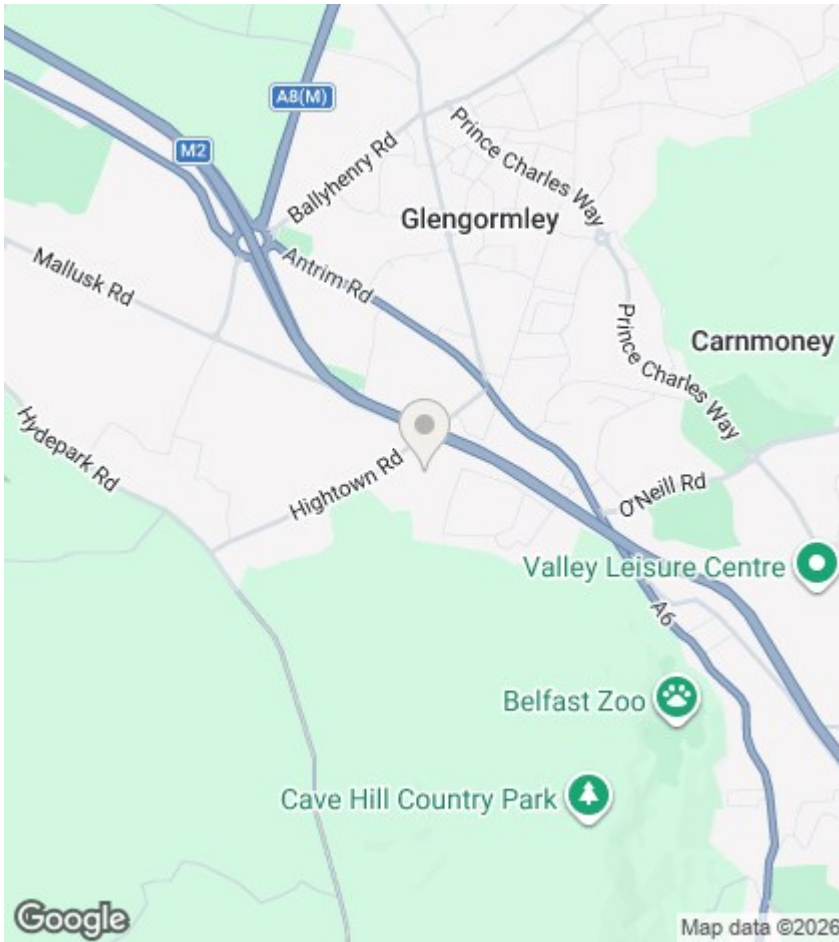 A8(M)
M2
Ballyhenry Rd
Prince Charles Way
Glengormley
Mallusk Rd
Antrim Rd
Prince Charles Way
Carnmoney
Hydepark Rd
Hightown Rd
O'Neill Rd
Valley Leisure Centre
A6
Belfast Zoo
Cave Hill Country Park
Google
Map data ©2026